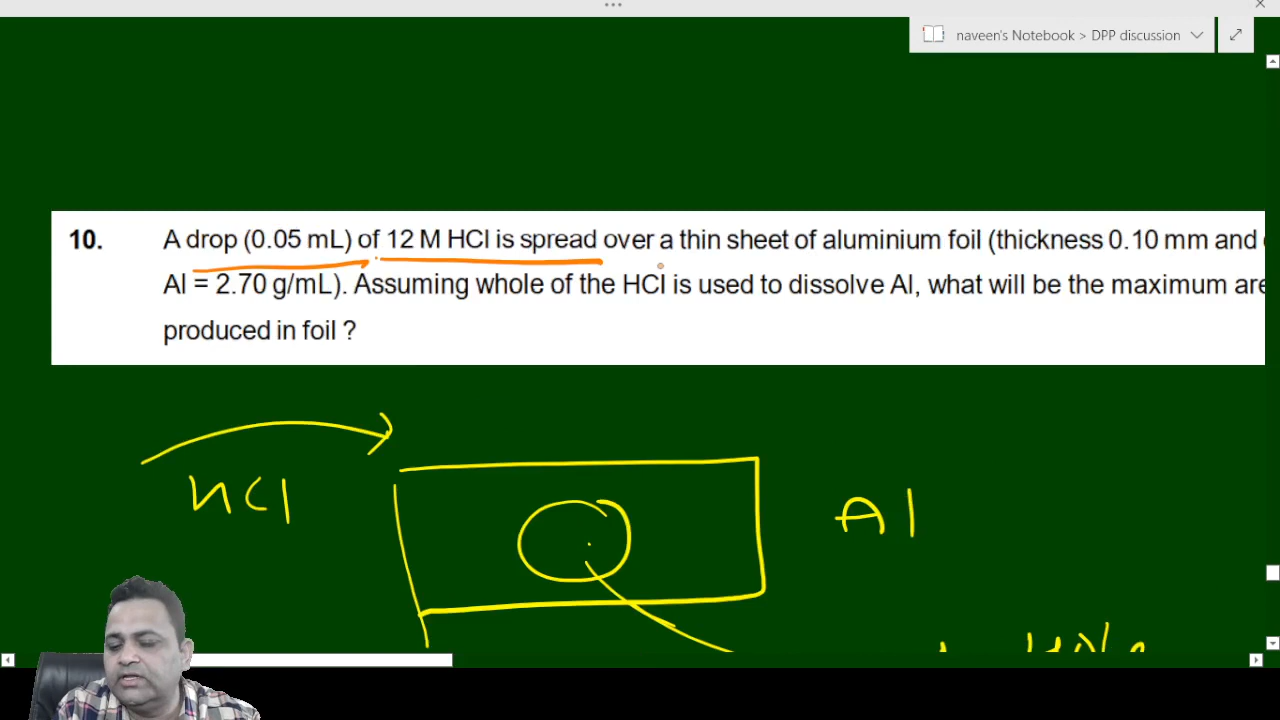 naveen's Notebook > DPP discussion
10. A drop (0.05 mL) of 12 M HCl is spread over a thin sheet of aluminium foil (thickness 0.10 mm and
Al = 2.70 g/mL). Assuming whole of the HCl is used to dissolve Al, what will be the maximum are
produced in foil ?
HCl
Al